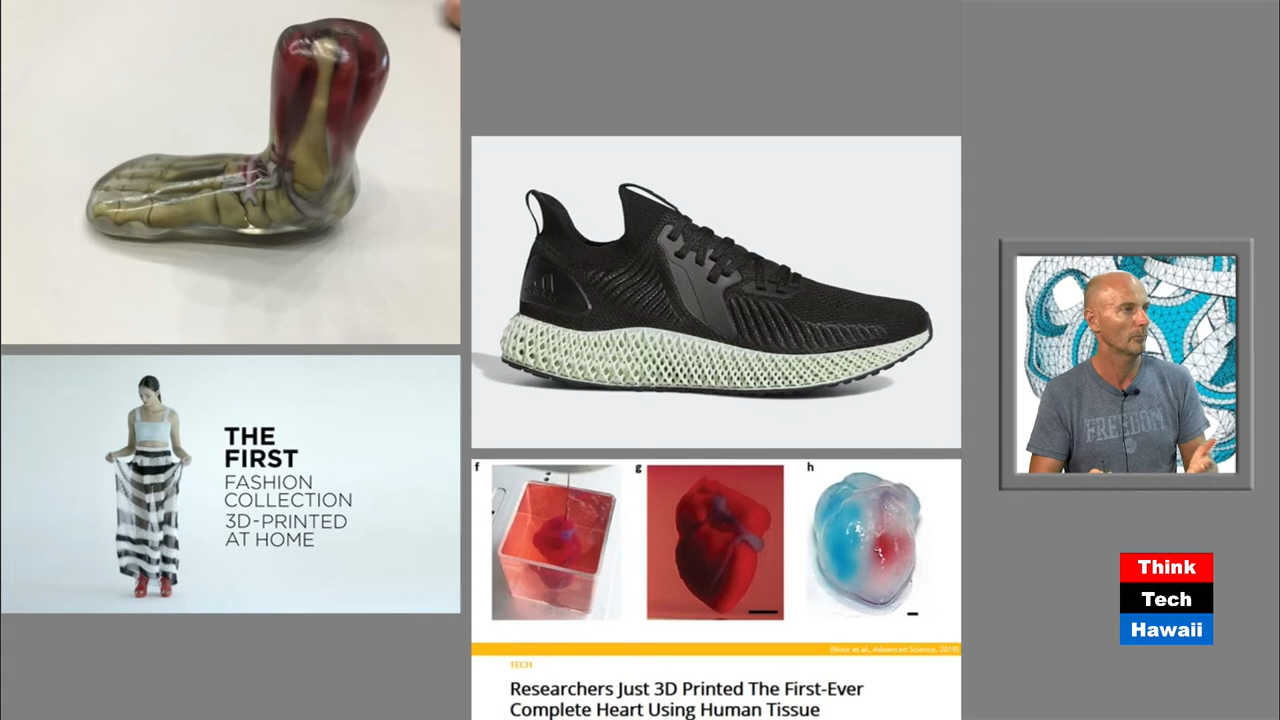 THE
FIRST
FASHION
COLLECTION
3D-PRINTED
AT HOME
f
g
h
(Noor et al., Advanced Science, 2019)
TECH
Researchers Just 3D Printed The First-Ever
Complete Heart Using Human Tissue
FREEDOM
Think
Tech
Hawaii